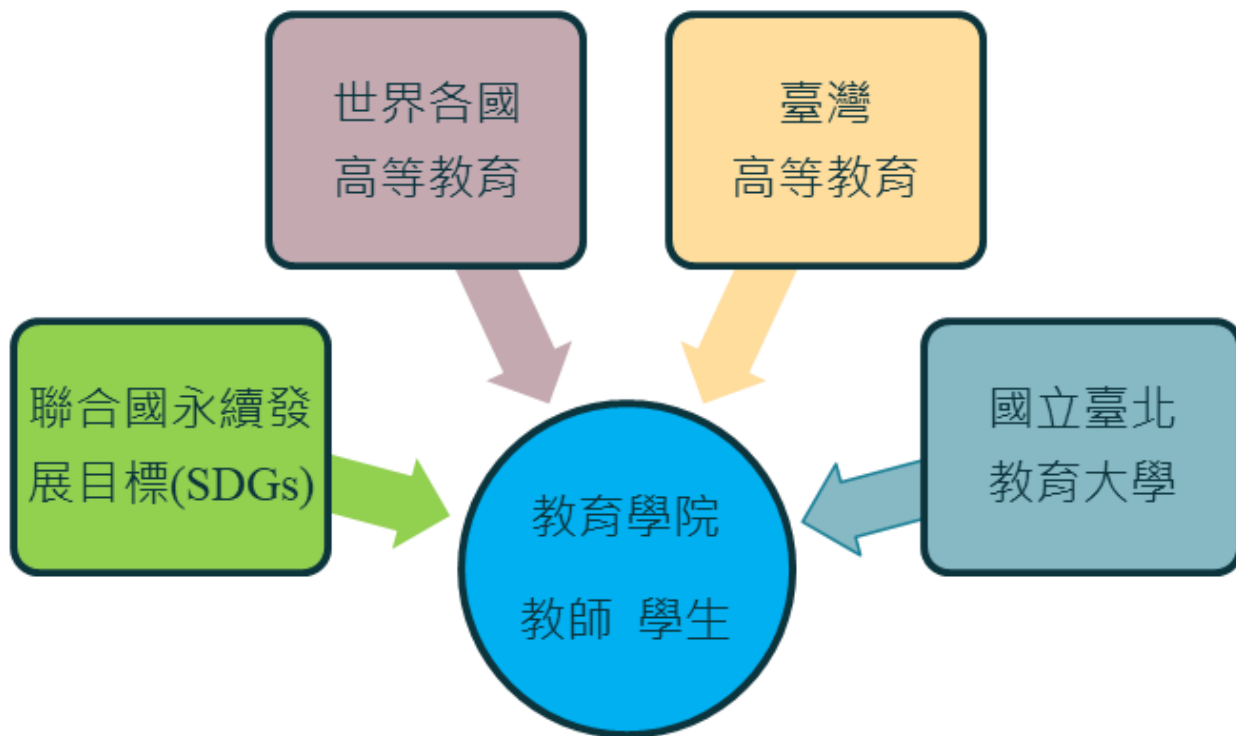 世界各國
高等教育
臺灣
高等教育
聯合國永續發
展目標(SDGs)
國立臺北
教育大學
教育學院
教師 學生